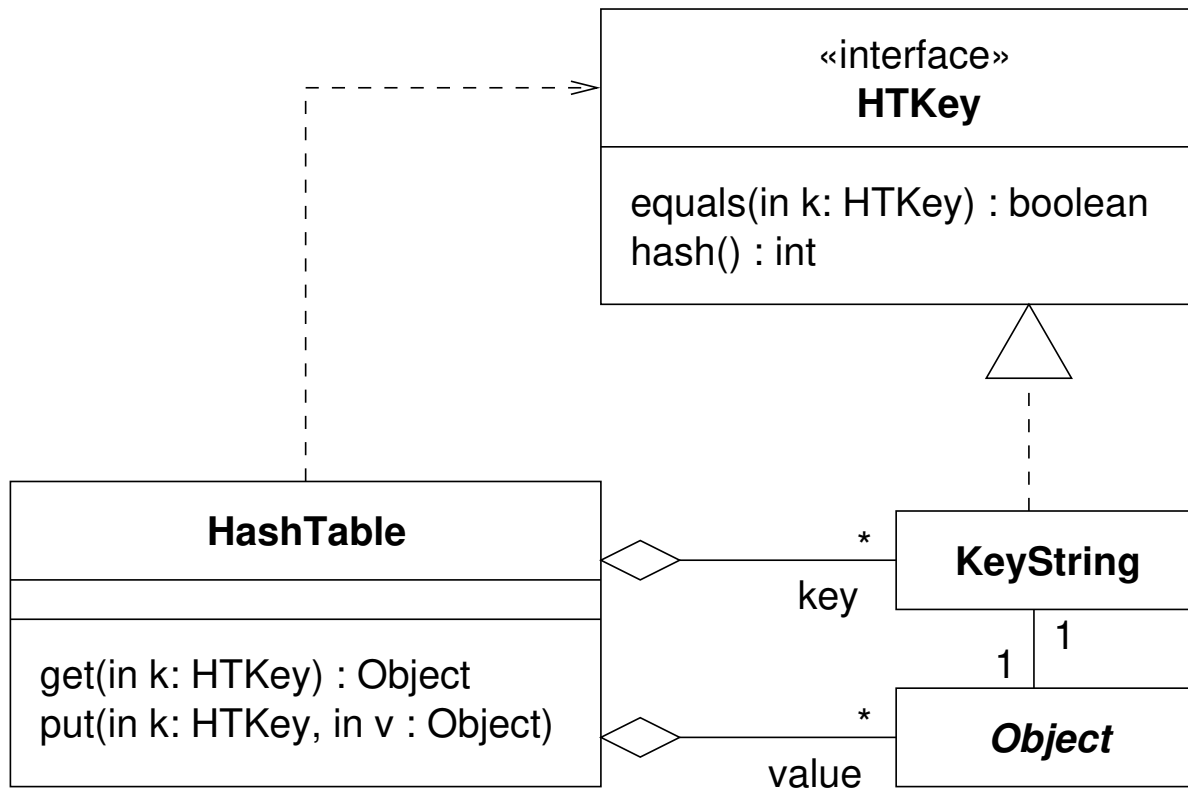 «interface»
HTKey
equals(in k: HTKey) : boolean
hash() : int
HashTable
get(in k: HTKey) : Object
put(in k: HTKey, in v : Object)
*
key
KeyString
1
1
*
value
Object